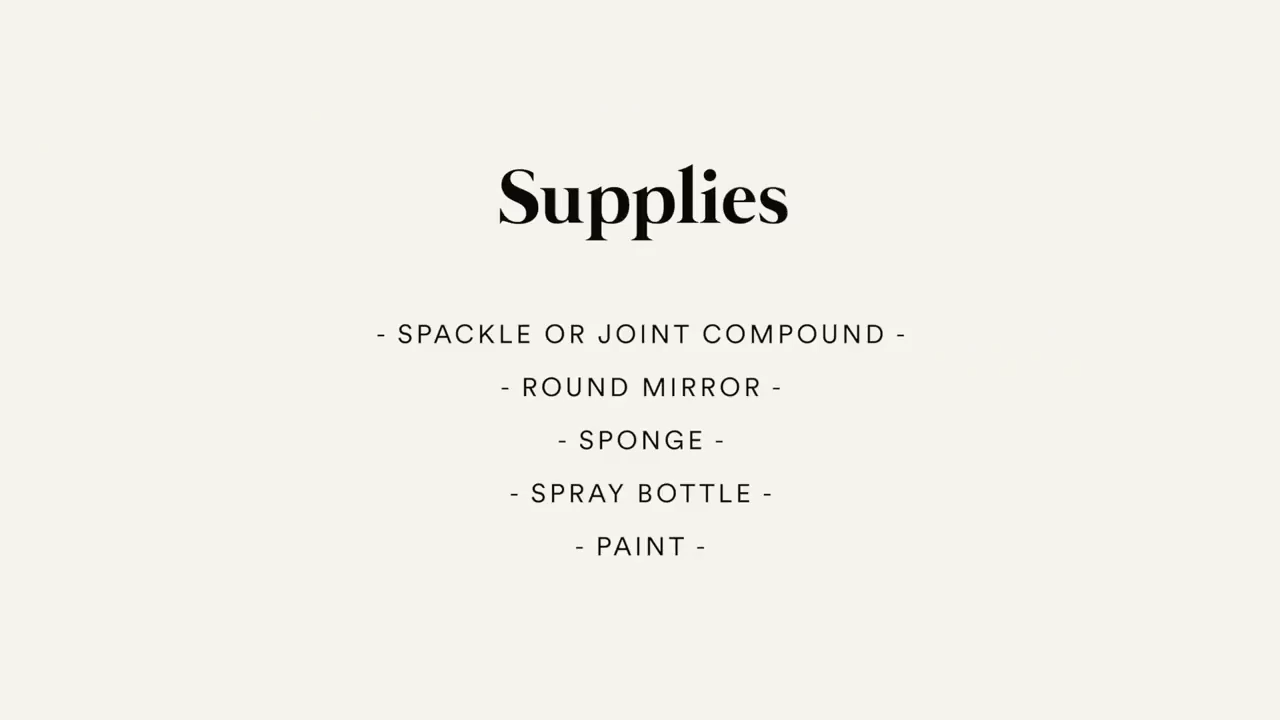 Supplies
- SPACKLE OR JOINT COMPOUND -
- ROUND MIRROR -
- SPONGE -
- SPRAY BOTTLE -
- PAINT -